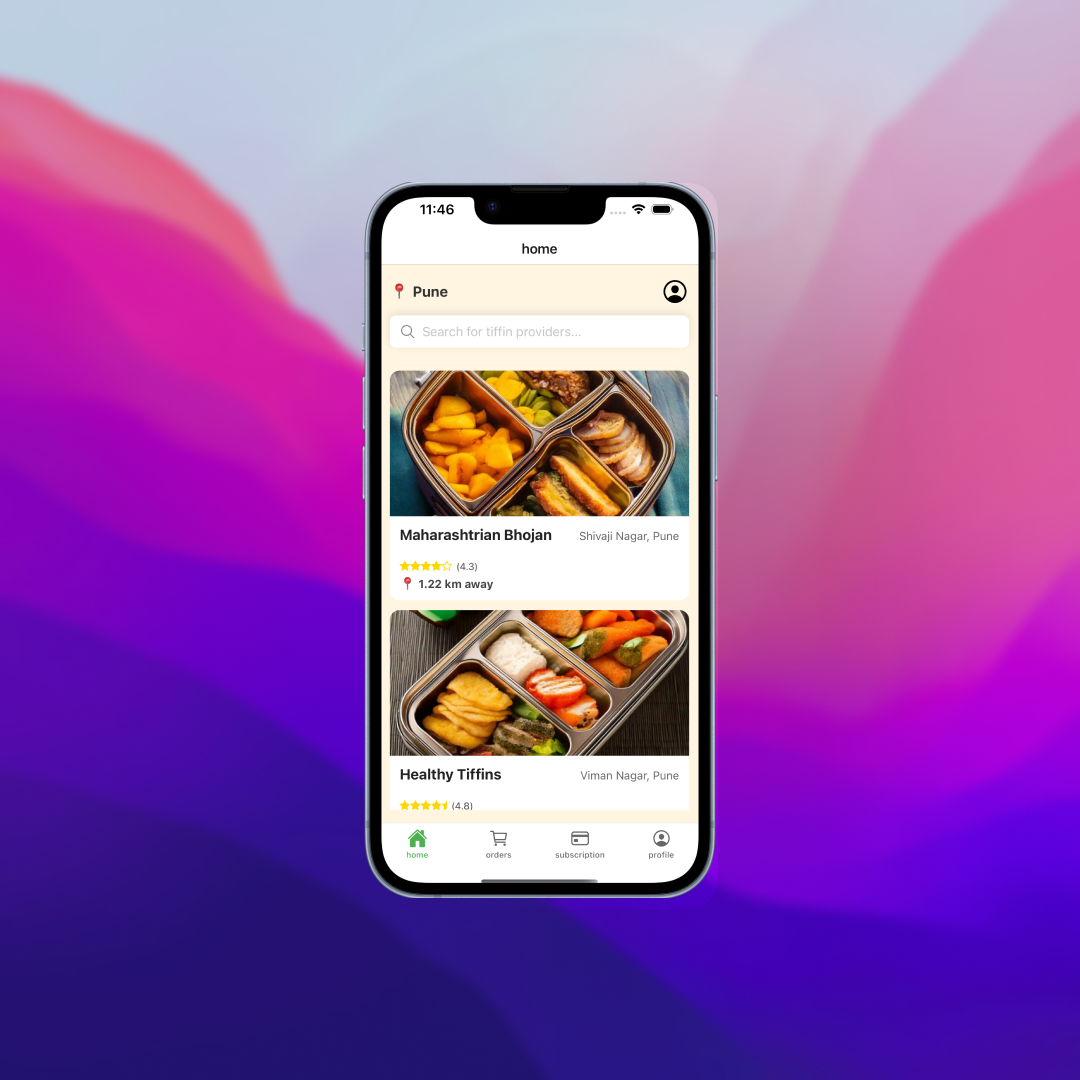 11:46
home
Pune
Search for tiffin providers...
Maharashtrian Bhojan Shivaji Nagar, Pune
(4.3)
1.22 km away
Healthy Tiffins Viman Nagar, Pune
(4.8)
home orders subscription profile